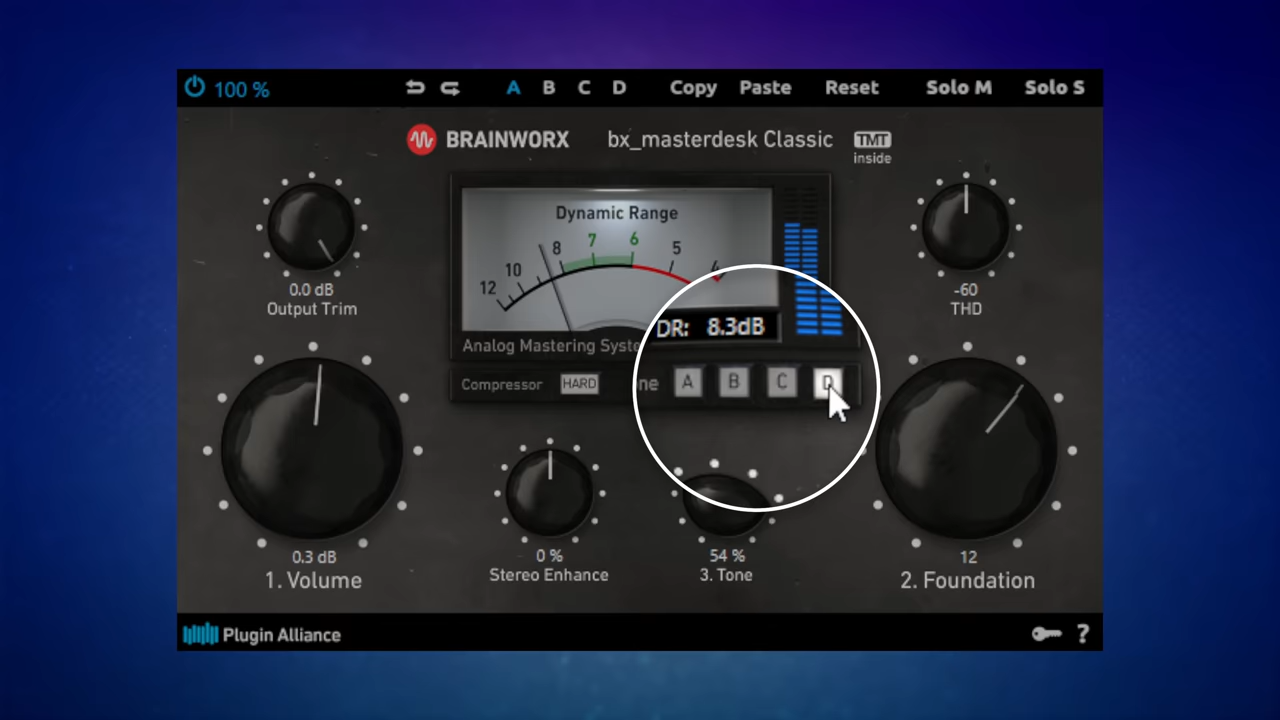 100 % A B C D Copy Paste Reset Solo M Solo S
BRAINWORX bx_masterdesk Classic TMT
inside
Dynamic Range
12 10 8 7 6 5 4
DR: 8.3dB
0.0 dB
Output Trim
-60
THD
Analog Mastering Syste
Compressor HARD ne A B C D
0.3 dB
1. Volume
0 %
Stereo Enhance
54 %
3. Tone
12
2. Foundation
Plugin Alliance ?